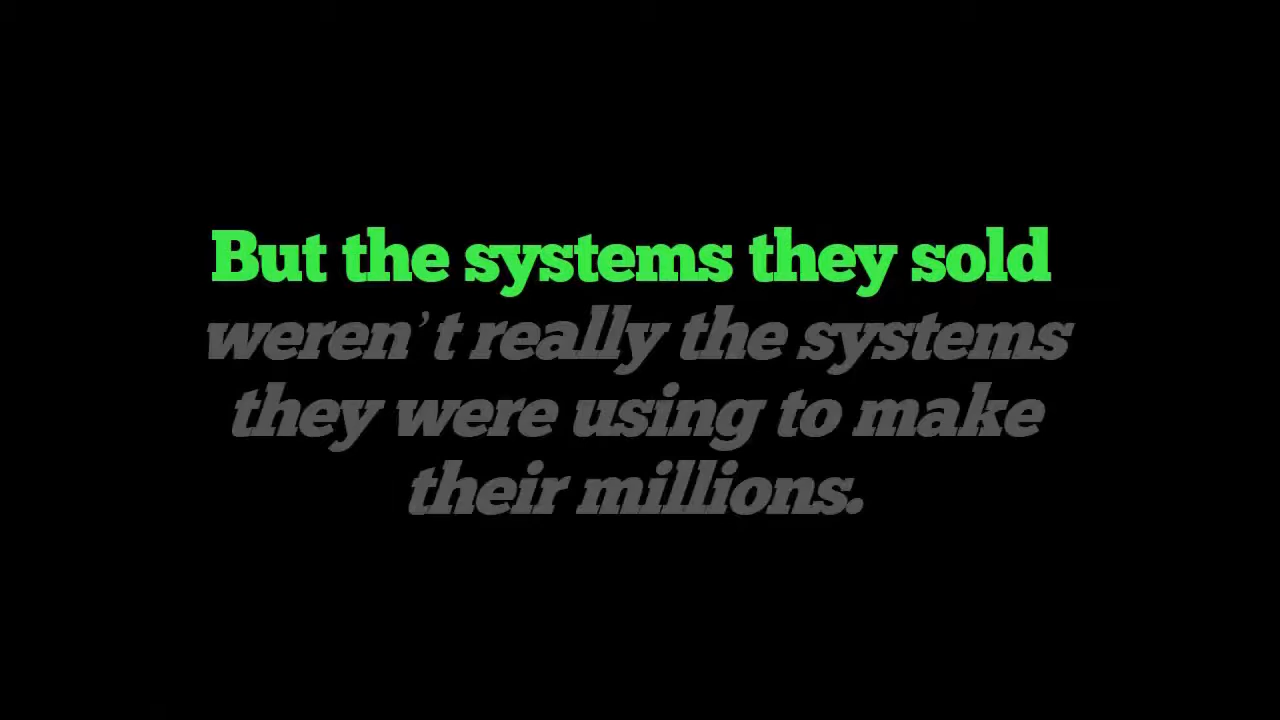 But the systems they sold
weren’t really the systems
they were using to make
their millions.